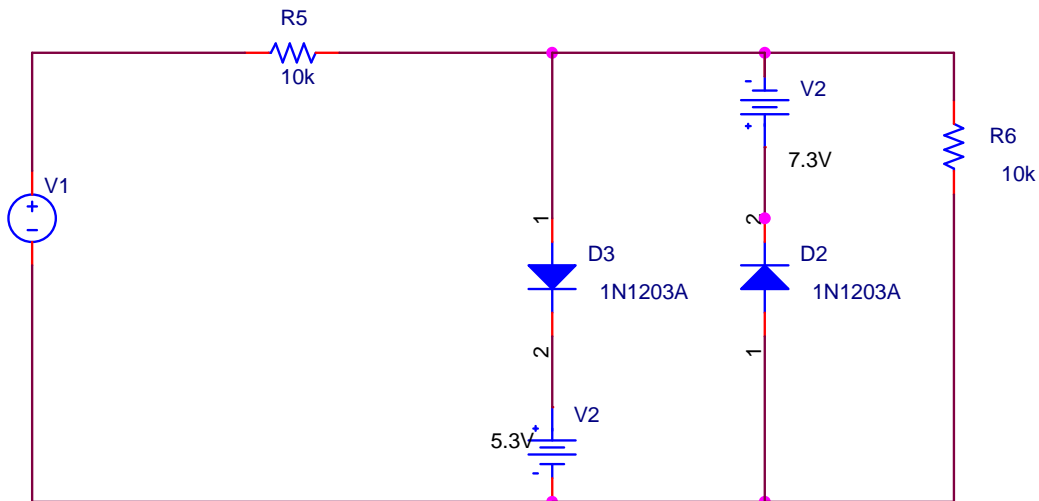 R5
10k
V2
-
+
7.3V
R6
10k
V1
+
-
1
2
D3
1N1203A
D2
1N1203A
2
1
V2
5.3V
+
-